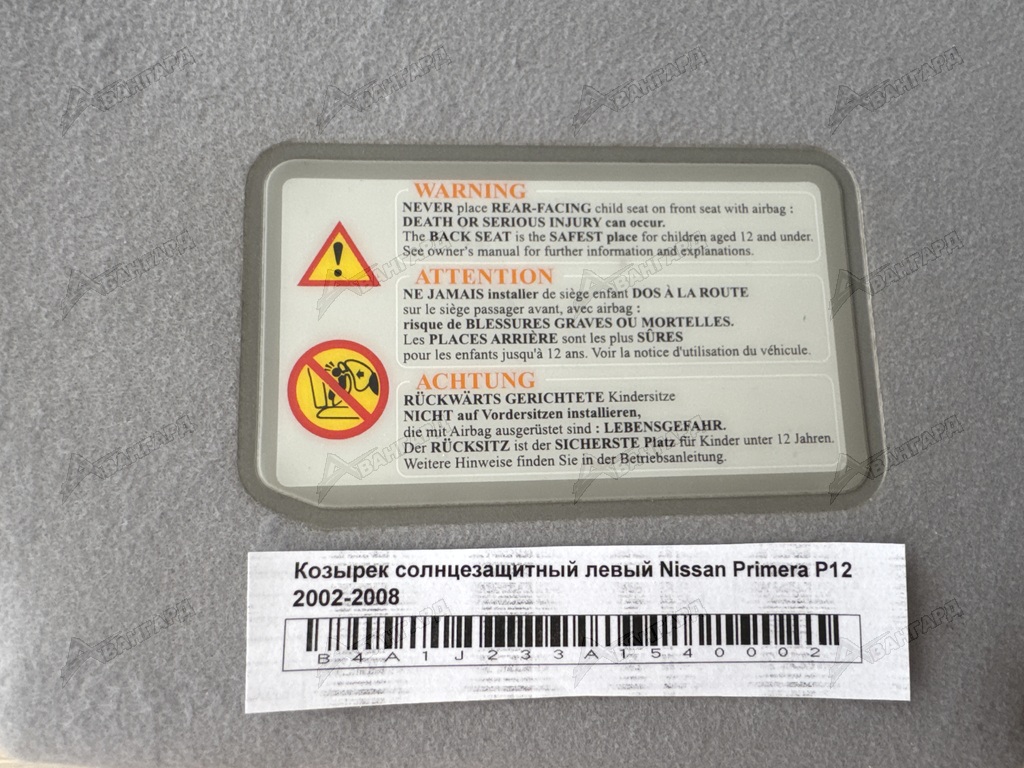 WARNING
NEVER place REAR-FACING child seat on front seat with airbag :
DEATH OR SERIOUS INJURY can occur.
The BACK SEAT is the SAFEST place for children aged 12 and under.
See owner's manual for further information and explanations.
ATTENTION
NE JAMAIS installer de siège enfant DOS À LA ROUTE
sur le siège passager avant, avec airbag :
risque de BLESSURES GRAVES OU MORTELLES.
Les PLACES ARRIÈRE sont les plus SÛRES
pour les enfants jusqu'à 12 ans. Voir la notice d'utilisation du véhicule.
ACHTUNG
RÜCKWÄRTS GERICHTETE Kindersitze
NICHT auf Vordersitzen installieren,
die mit Airbag ausgerüstet sind : LEBENSGEFAHR.
Der RÜCKSITZ ist der SICHERSTE Platz für Kinder unter 12 Jahren.
Weitere Hinweise finden Sie in der Betriebsanleitung.
Козырек солнцезащитный левый Nissan Primera P12
2002-2008
B4A1J233A1540002
АВАНГАРД